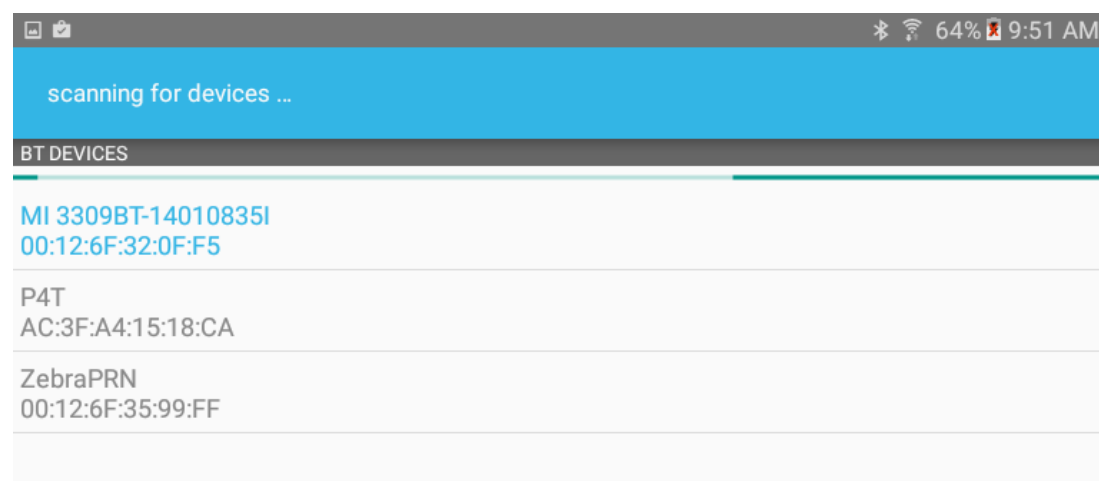 64% 9:51 AM
scanning for devices ...
BT DEVICES
MI 3309BT-14010835I
00:12:6F:32:0F:F5
P4T
AC:3F:A4:15:18:CA
ZebraPRN
00:12:6F:35:99:FF